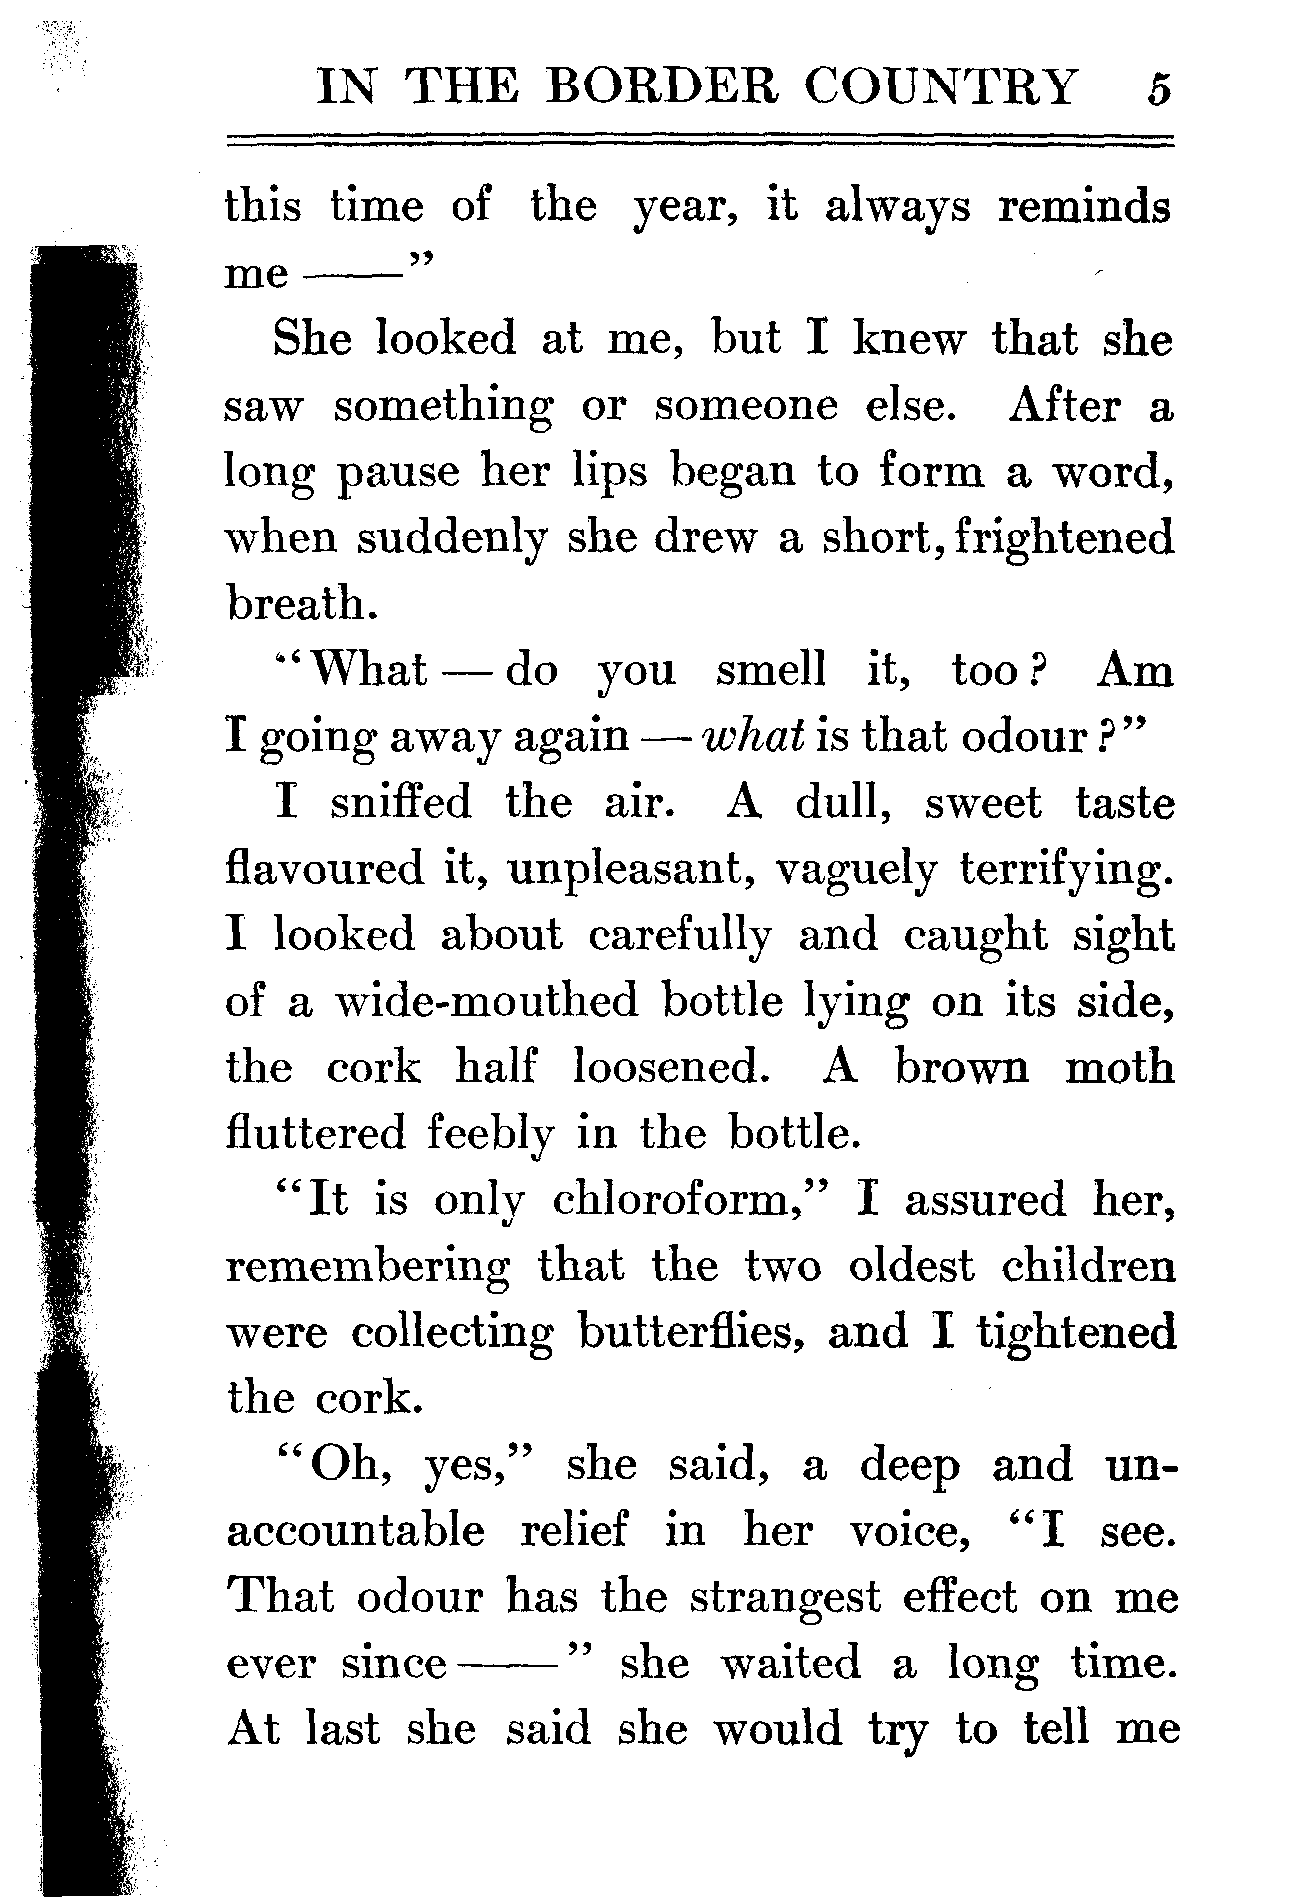 IN THE BORDER COUNTRY 5
this time of the year, it always reminds
me ——"
She looked at me, but I knew that she
saw something or someone else. After a
long pause her lips began to form a word,
when suddenly she drew a short, frightened
breath.
"What — do you smell it, too? Am
I going away again — what is that odour?"
I sniffed the air. A dull, sweet taste
flavoured it, unpleasant, vaguely terrifying.
I looked about carefully and caught sight
of a wide-mouthed bottle lying on its side,
the cork half loosened. A brown moth
fluttered feebly in the bottle.
"It is only chloroform," I assured her,
remembering that the two oldest children
were collecting butterflies, and I tightened
the cork.
"Oh, yes," she said, a deep and un-
accountable relief in her voice, "I see.
That odour has the strangest effect on me
ever since ——" she waited a long time.
At last she said she would try to tell me